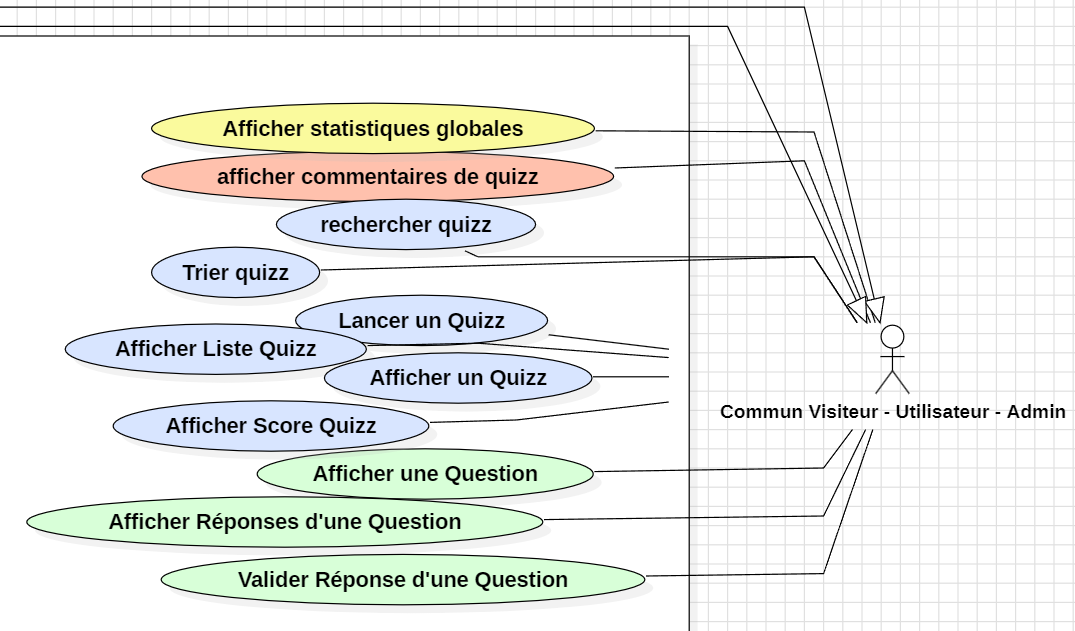 Afficher statistiques globales
afficher commentaires de quizz
rechercher quizz
Trier quizz
Lancer un Quizz
Afficher Liste Quizz
Afficher un Quizz
Commun Visiteur - Utilisateur - Admin
Afficher Score Quizz
Afficher une Question
Afficher Réponses d'une Question
Valider Réponse d'une Question